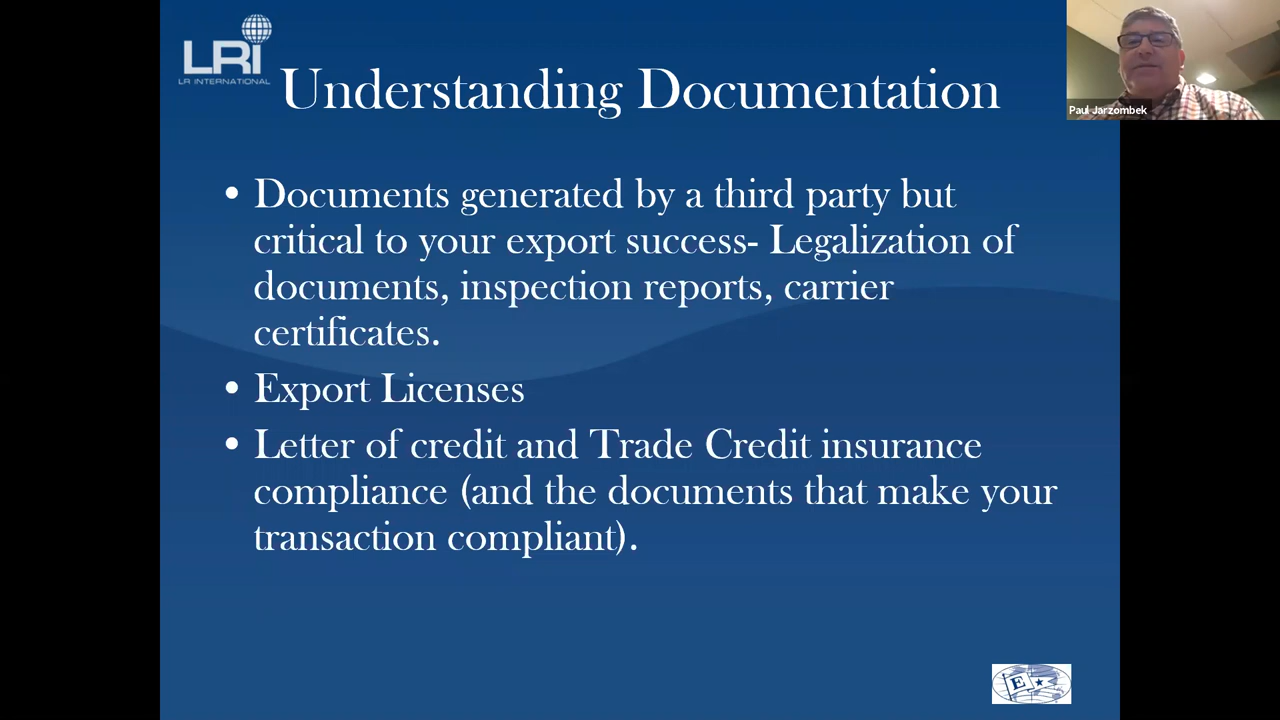 LRI
LR INTERNATIONAL
Understanding Documentation
Paul Jarzombek
• Documents generated by a third party but
critical to your export success- Legalization of
documents, inspection reports, carrier
certificates.
• Export Licenses
• Letter of credit and Trade Credit insurance
compliance (and the documents that make your
transaction compliant).
E